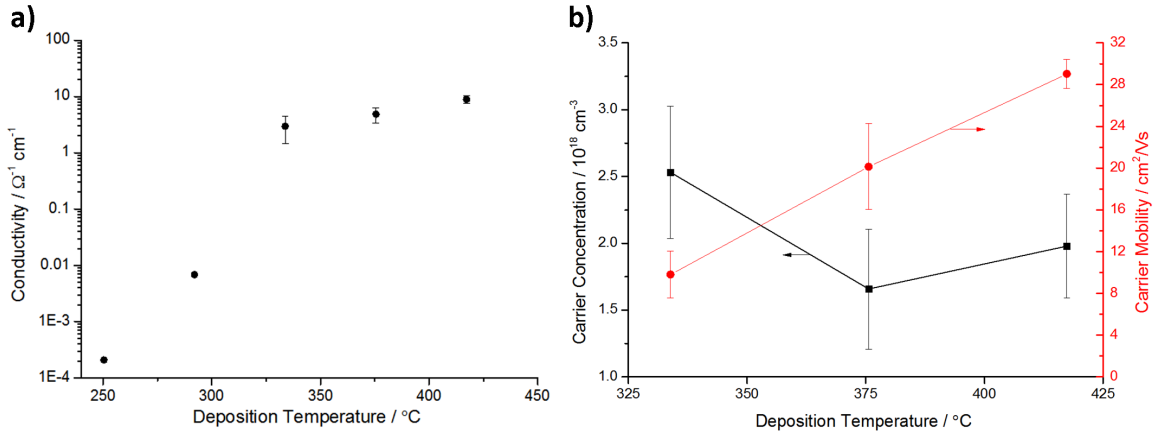 a)
100
10
1
0.1
0.01
1E-3
1E-4
Conductivity / Ω⁻¹ cm⁻¹
250 300 350 400 450
Deposition Temperature / °C
b)
3.5
3.0
2.5
2.0
1.5
1.0
Carrier Concentration / 10¹⁸ cm⁻³
325 350 375 400 425
Deposition Temperature / °C
32
28
24
20
16
12
8
4
0
Carrier Mobility / cm²/Vs